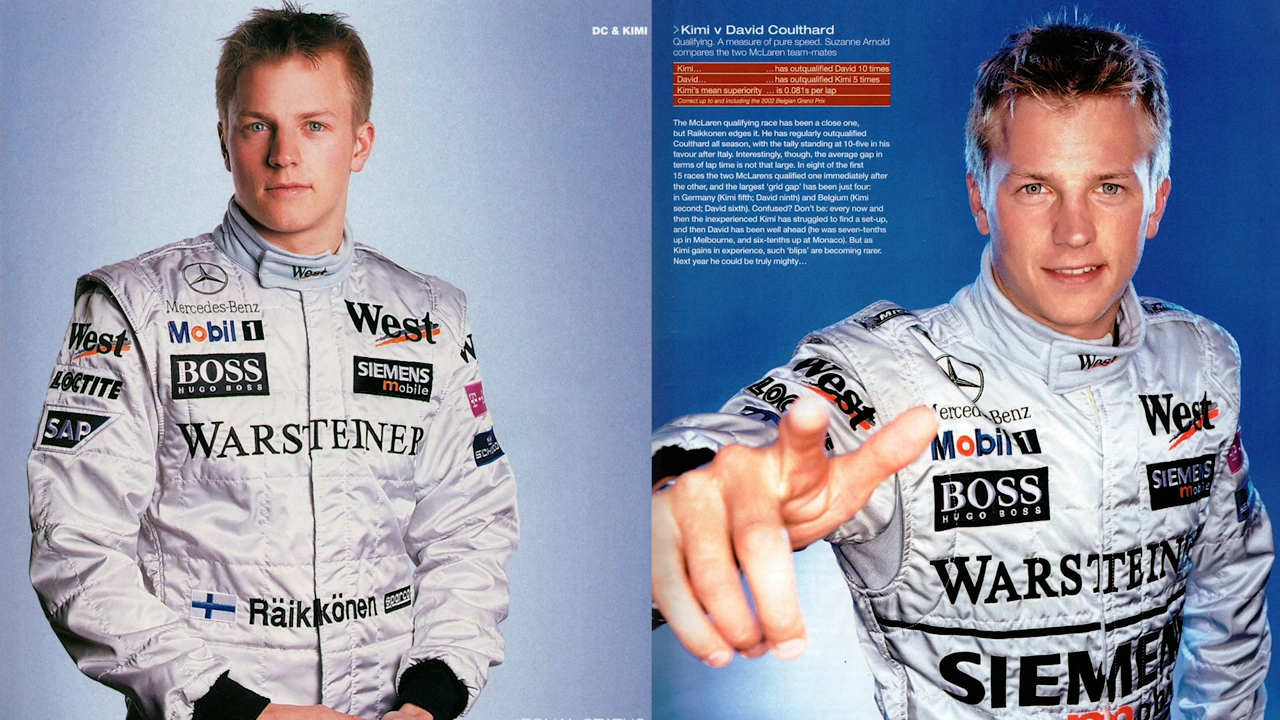 DC & KIMI
West
Mercedes-Benz
Mobil 1
West
West
BOSS
HUGO BOSS
SIEMENS
mobile
LOCTITE
SAP
WARSTEINER
Räikkönen
sparco
>Kimi v David Coulthard
Qualifying. A measure of pure speed. Suzanne Arnold
compares the two McLaren team-mates
Kimi... ...has outqualified David 10 times
David... ...has outqualified Kimi 5 times
Kimi's mean superiority ... is 0.081s per lap
Correct up to and including the 2002 Belgian Grand Prix
The McLaren qualifying race has been a close one,
but Raikkonen edges it. He has regularly outqualified
Coulthard all season, with the tally standing at 10-five in his
favour after Italy. Interestingly, though, the average gap in
terms of lap time is not that large. In eight of the first
15 races the two McLarens qualified one immediately after
the other, and the largest 'grid gap' has been just four:
in Germany (Kimi fifth; David ninth) and Belgium (Kimi
second; David sixth). Confused? Don't be: every now and
then the inexperienced Kimi has struggled to find a set-up,
and then David has been well ahead (he was seven-tenths
up in Melbourne, and six-tenths up at Monaco). But as
Kimi gains in experience, such 'blips' are becoming rarer.
Next year he could be truly mighty...
West
West
Merced Benz
Mobil 1
West
BOSS
HUGO BOSS
SIEMENS
mobile
WARSTEIN
SIEMEN